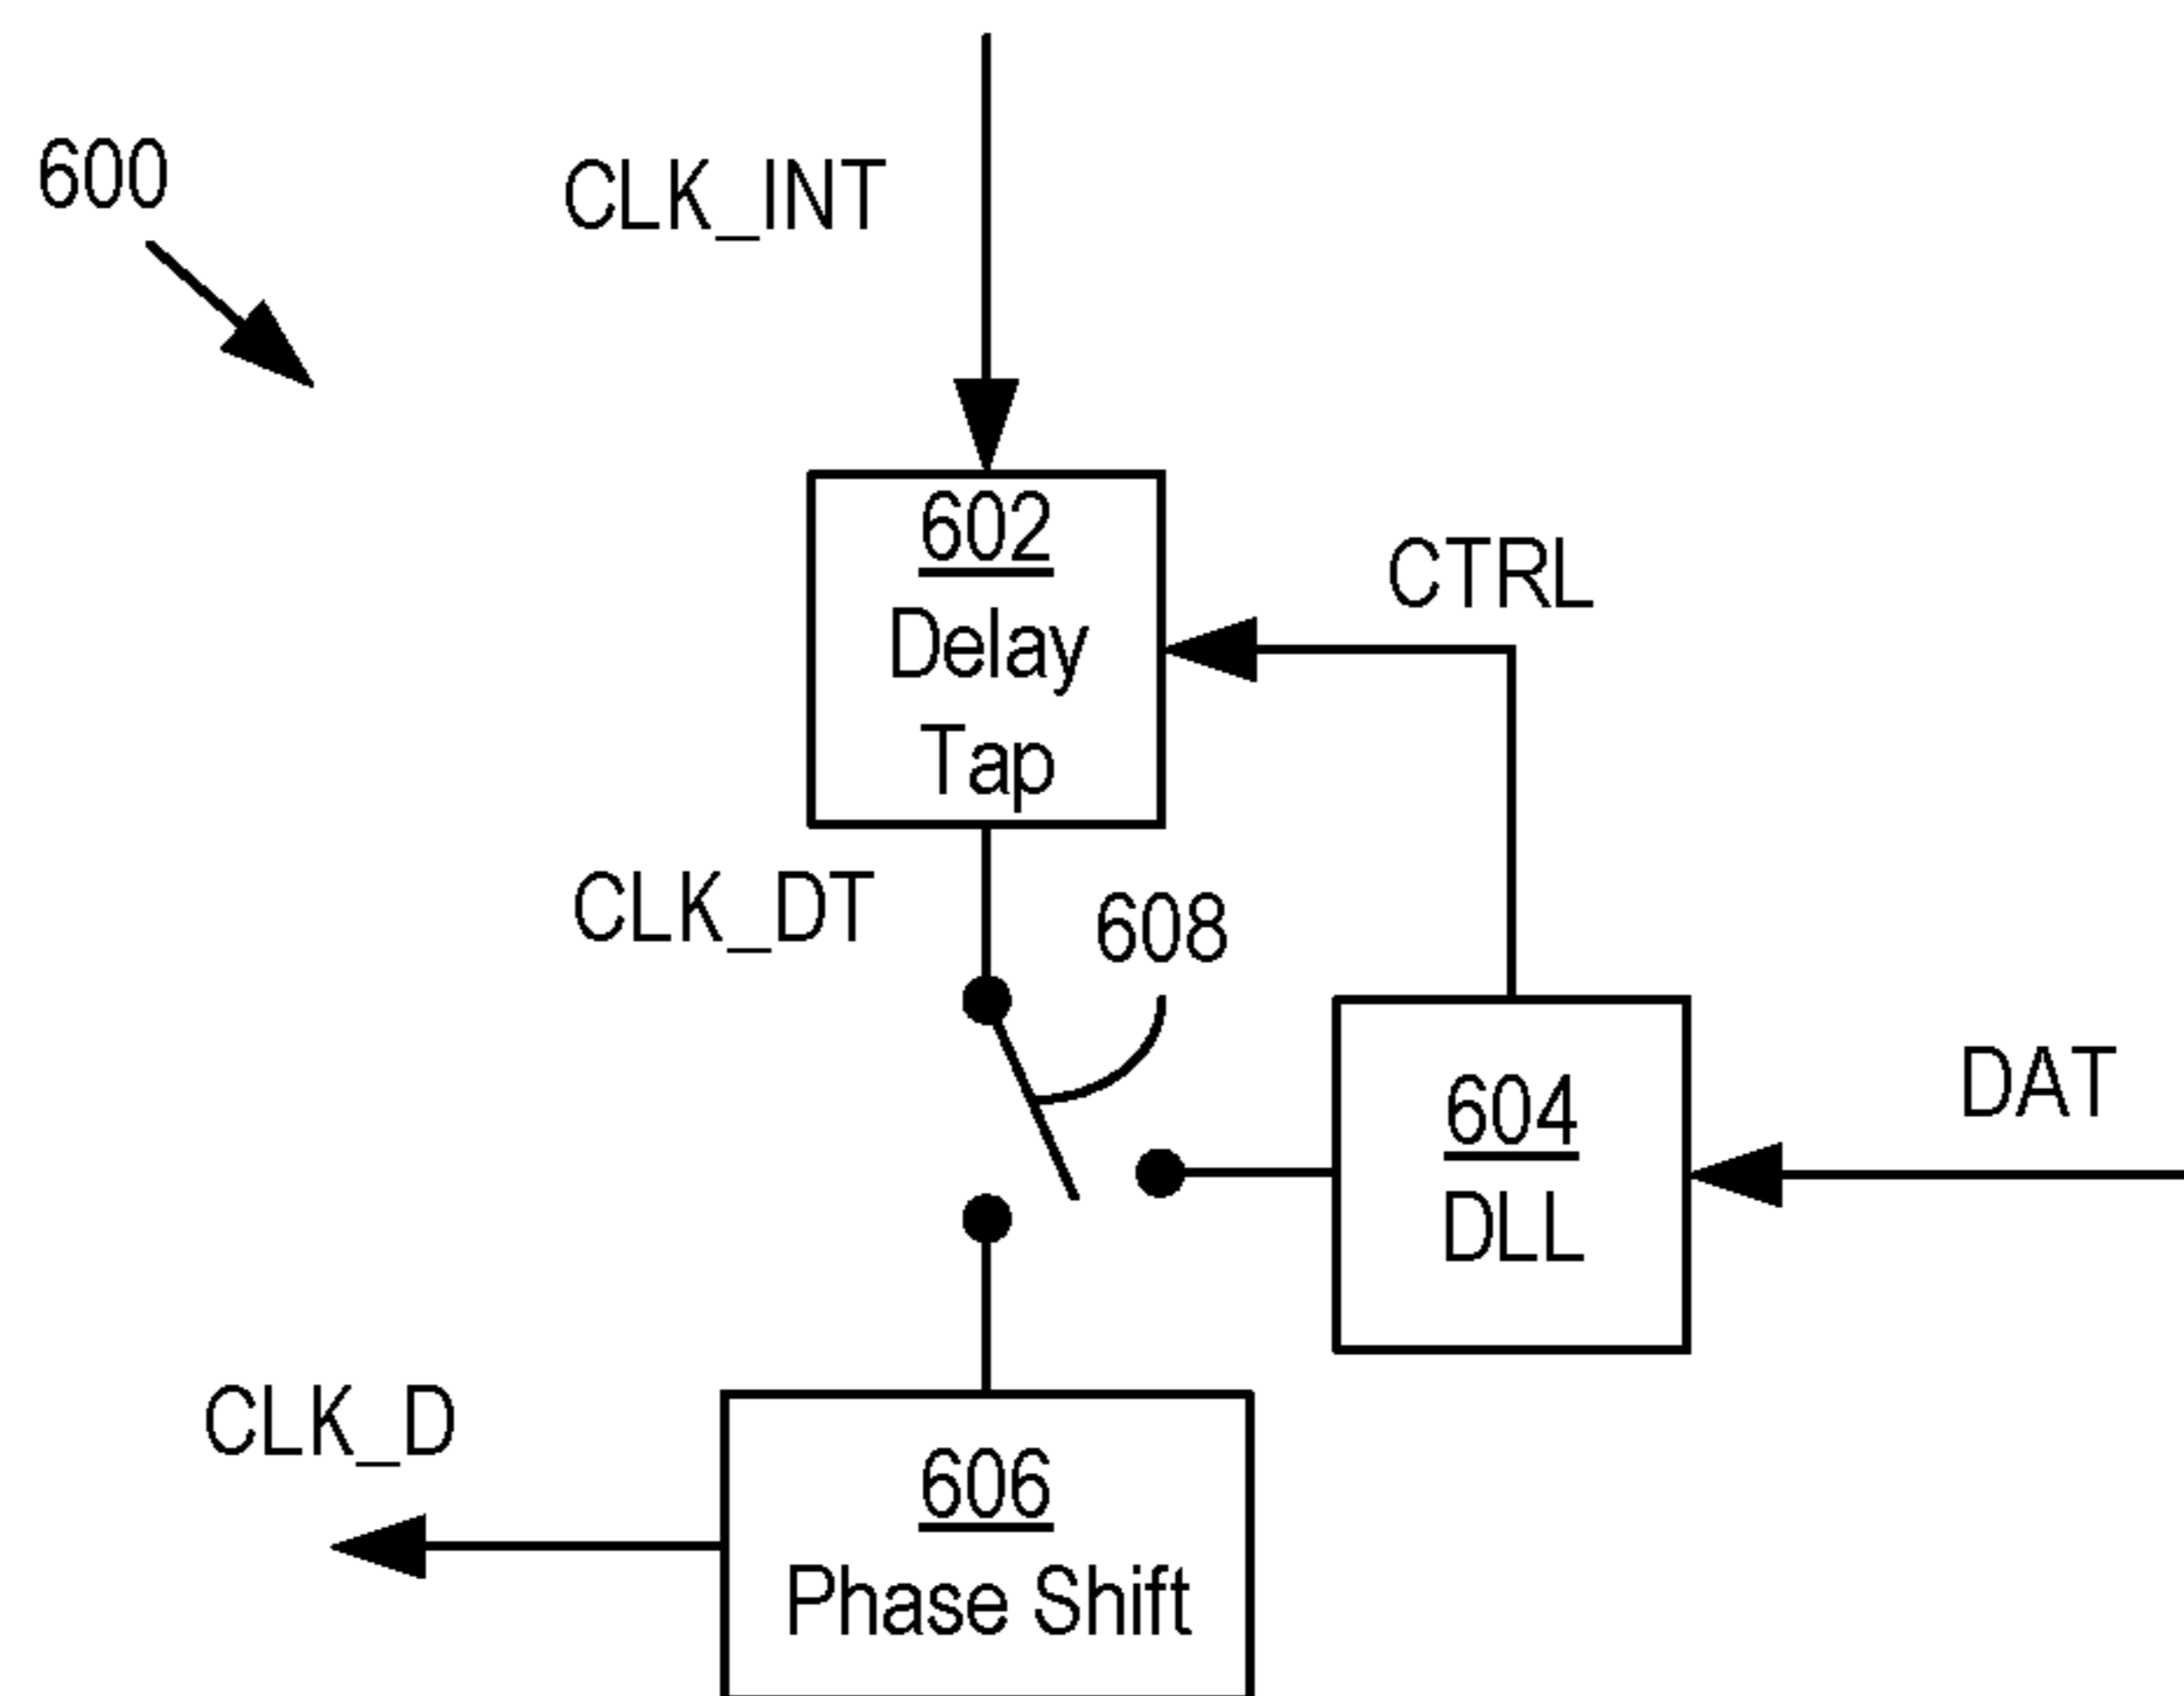 600
CLK_INT
602
Delay
Tap
CTRL
CLK_DT
608
604
DLL
DAT
CLK_D
606
Phase Shift